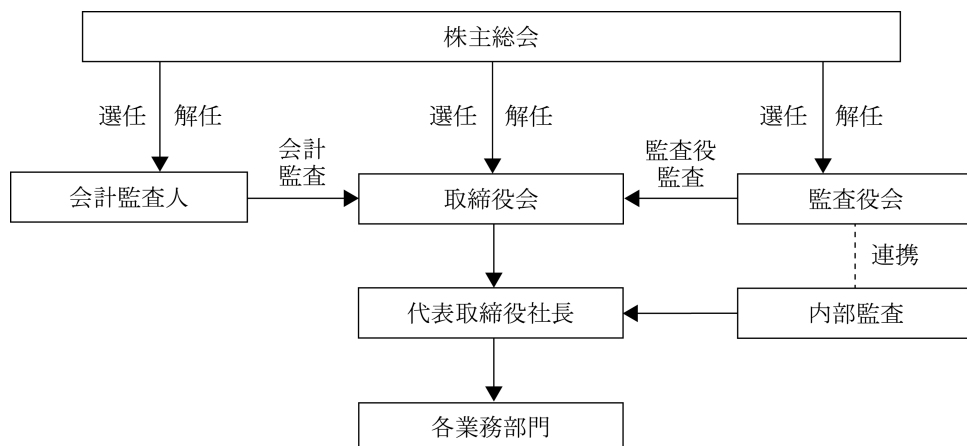 株主総会
選任
解任
選任
解任
選任
解任
会計
監査
監査役
監査
会計監査人
取締役会
監査役会
連携
代表取締役社長
内部監査
各業務部門